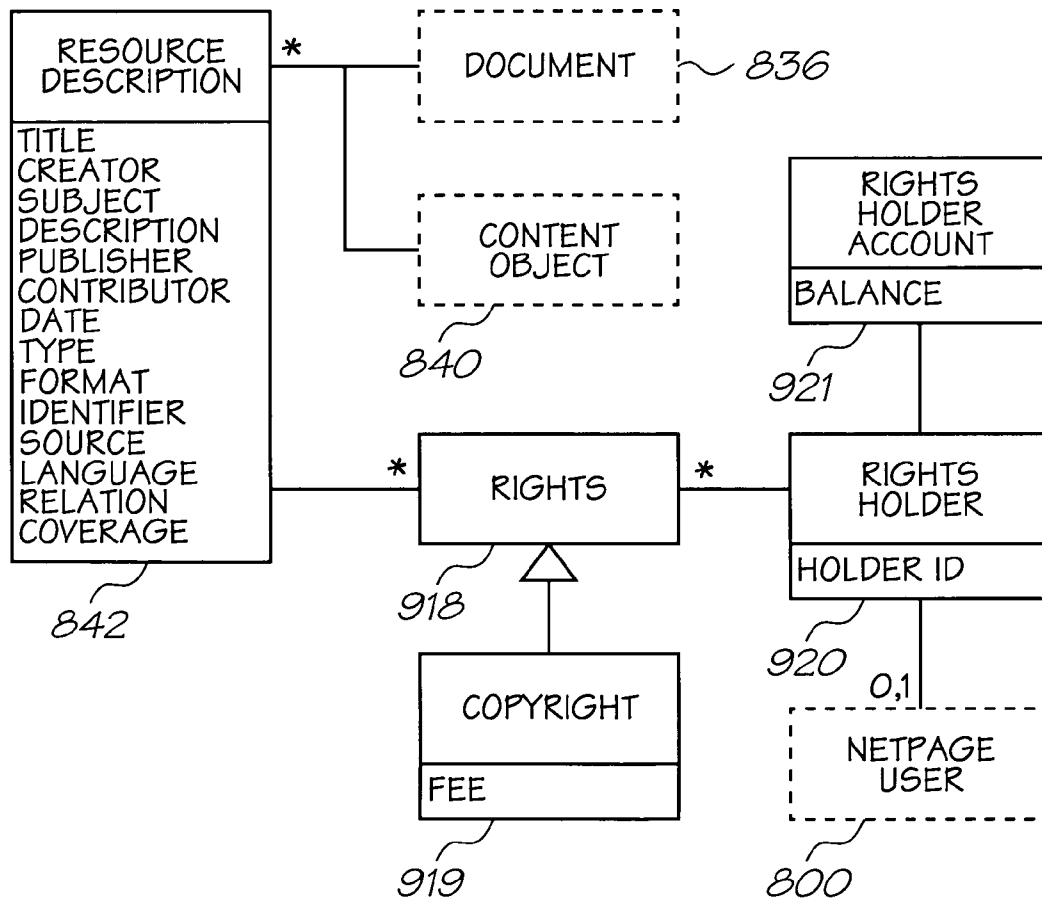 RESOURCE
DESCRIPTION
*
TITLE
CREATOR
SUBJECT
DESCRIPTION
PUBLISHER
CONTRIBUTOR
DATE
TYPE
FORMAT
IDENTIFIER
SOURCE
LANGUAGE
RELATION
COVERAGE
842
DOCUMENT
836
CONTENT
OBJECT
840
RIGHTS
HOLDER
ACCOUNT
BALANCE
921
*
RIGHTS
*
918
RIGHTS
HOLDER
HOLDER ID
920
COPYRIGHT
FEE
919
0,1
NETPAGE
USER
800